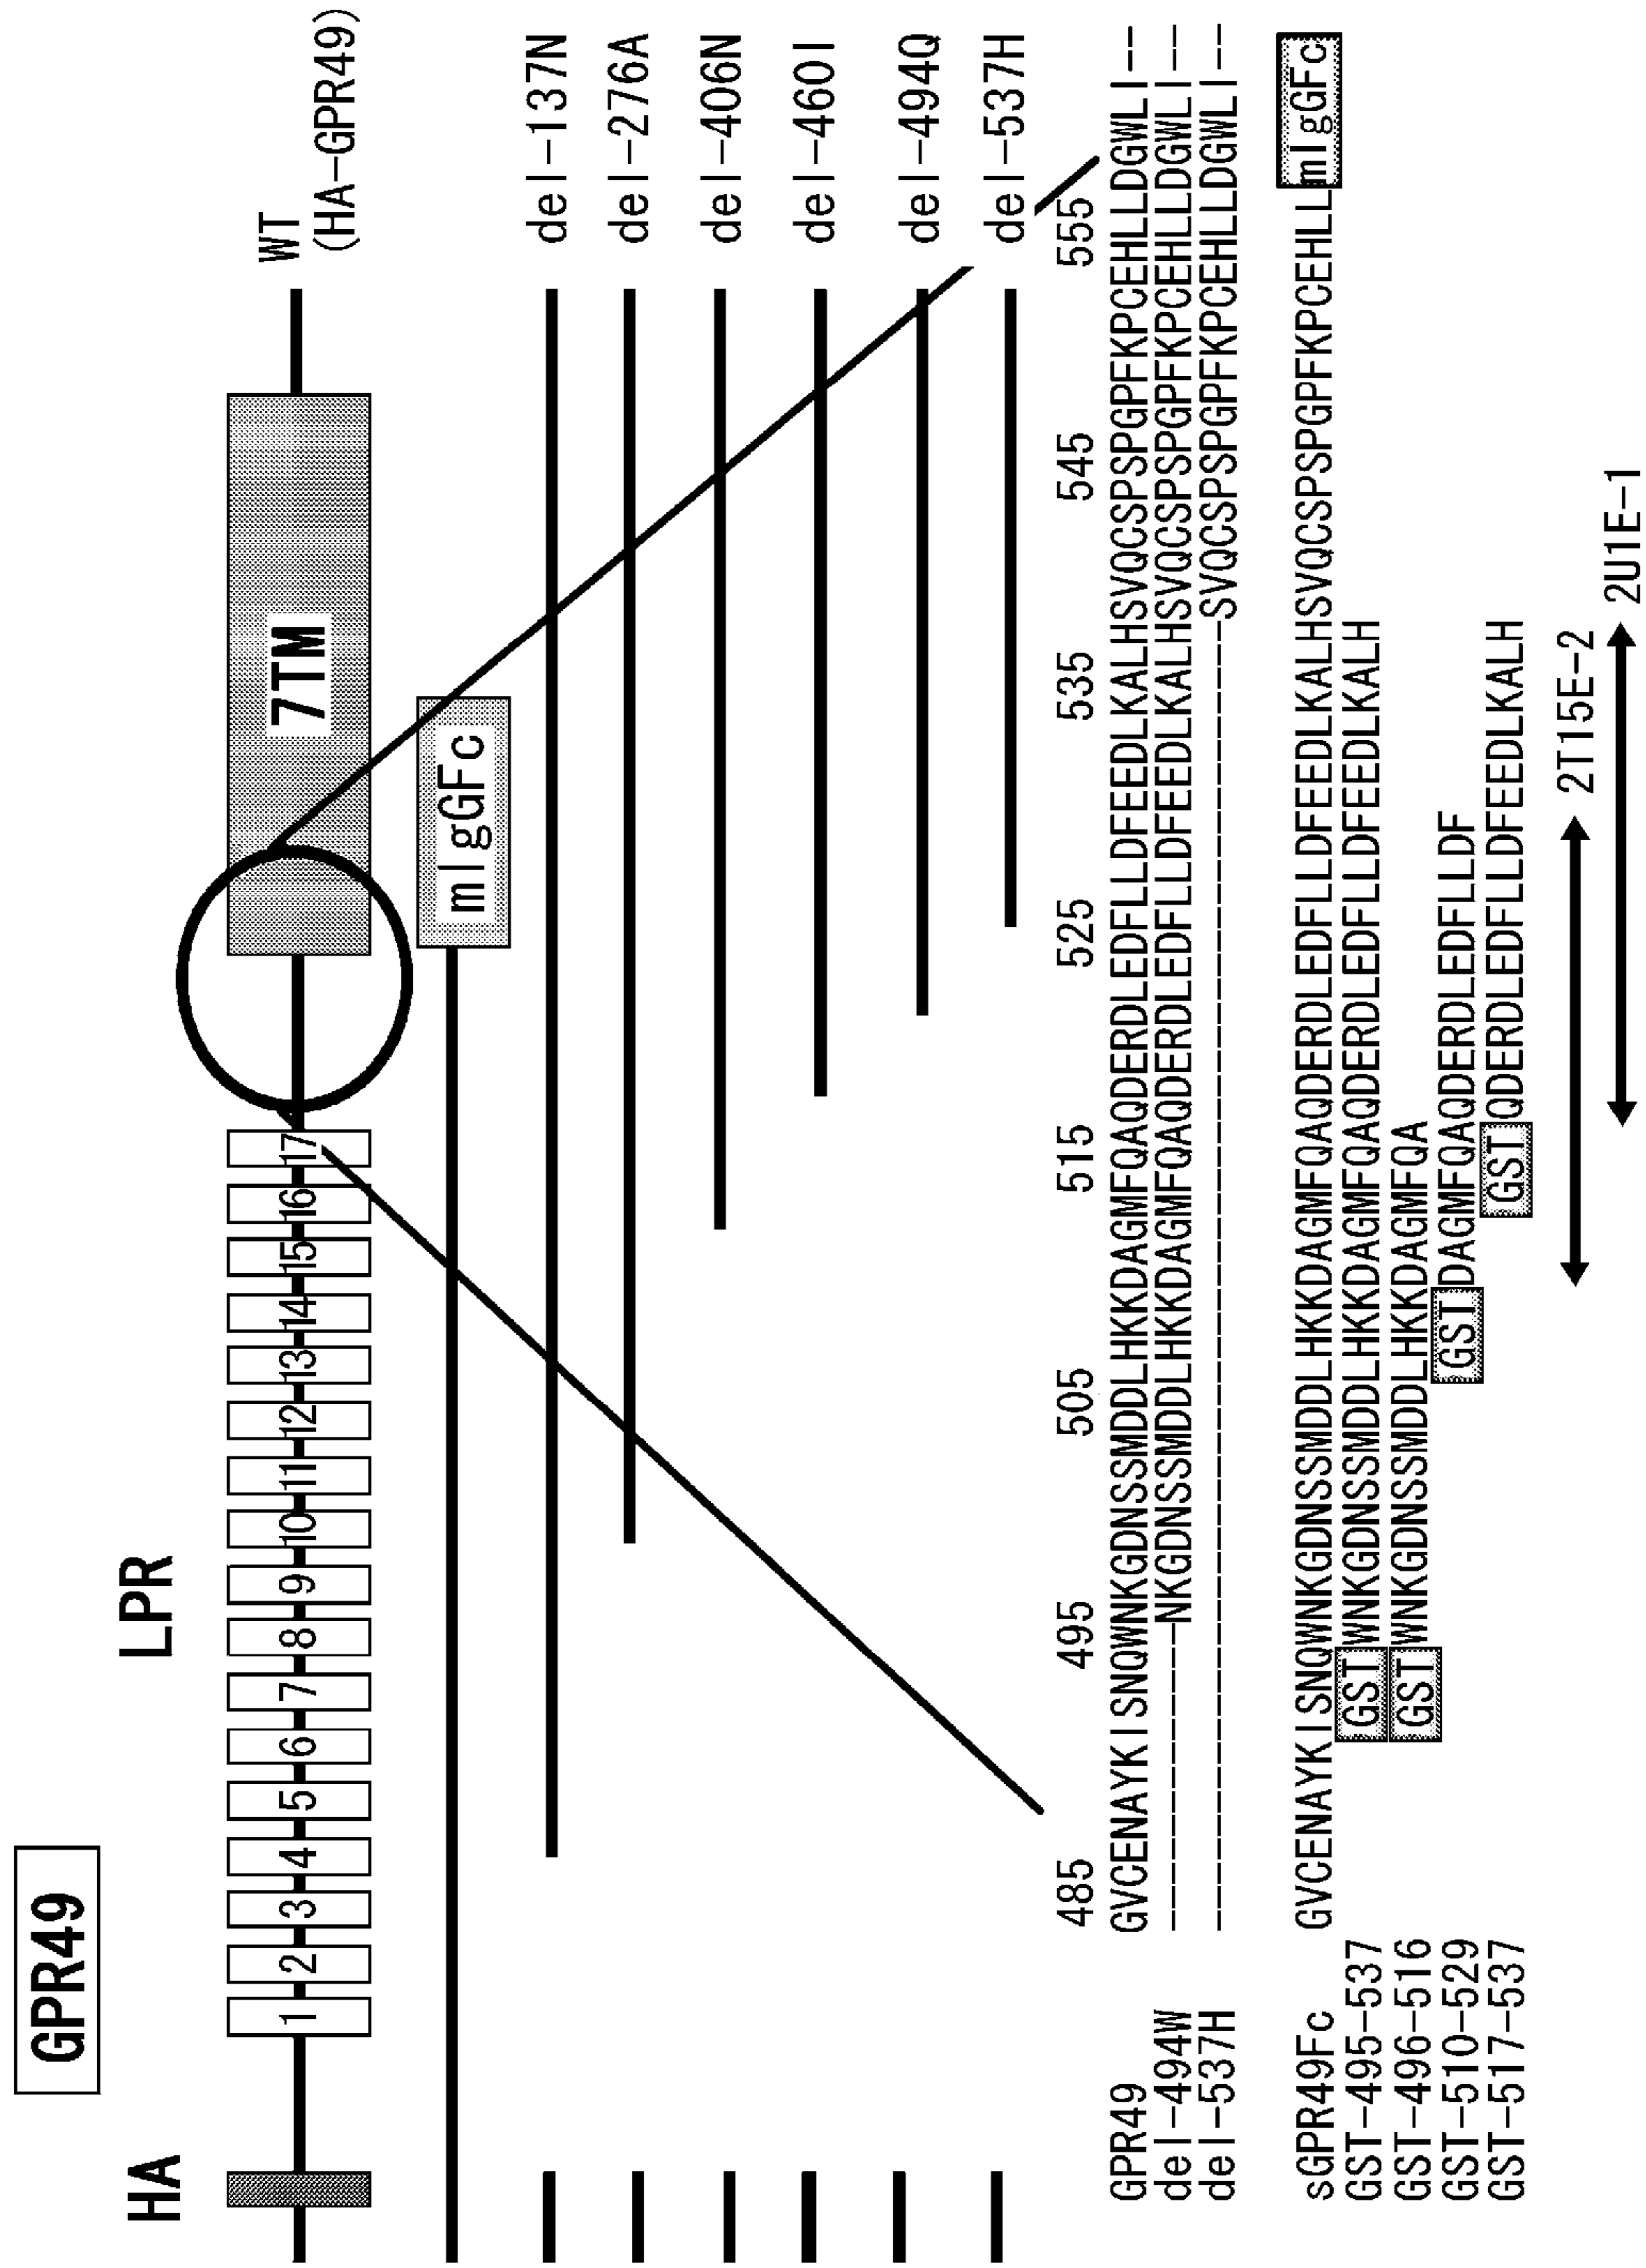 GPR49
HA
LPR
1 2 3 4 5 6 7 8 9 10 11 12 13 14 15 16 17
7TM
WT
(HA-GPR49)
mIgGFc
del-137N
del-276A
del-406N
del-460I
del-494Q
del-537H
485 495 505 515 525 535 545 555
GPR49 GVCENAYKISNQWNKGDNSSMDDLHKKDAGMFQAQDERDLEDFLLDFEEDLKALHSVQCSPSPGPFKPCEHLLDGWLI--
del-494W --------------NKGDNSSMDDLHKKDAGMFQAQDERDLEDFLLDFEEDLKALHSVQCSPSPGPFKPCEHLLDGWLI---
del-537H ------------------------------------------------------SVQCSPSPGPFKPCEHLLDGWLI---
sGPR49Fc GVCENAYKISNQWNKGDNSSMDDLHKKDAGMFQAQDERDLEDFLLDFEEDLKALHSVQCSPSPGPFKPCEHLL mIgGFc
GST-495-537 GST WNKGDNSSMDDLHKKDAGMFQAQDERDLEDFLLDFEEDLKALH
GST-496-516 GST WNKGDNSSMDDLHKKDAGMFQA
GST-510-529 GST DAGMFQAQDERDLEDFLLDF
GST-517-537 GST QDERDLEDFLLDFEEDLKALH
2T15E-2
2U1E-1